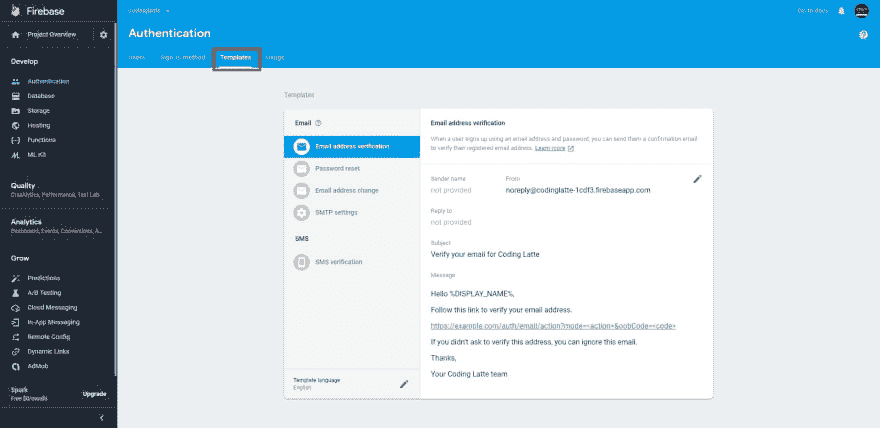 Firebase
codinglatte
Go to docs
Project Overview
Authentication
Users
Sign-in method
Templates
Usage
Develop
Authentication
Database
Storage
Hosting
Functions
ML Kit
Quality
Crashlytics, Performance, Test Lab
Analytics
Dashboard, Events, Conversions, A...
Grow
Predictions
A/B Testing
Cloud Messaging
In-App Messaging
Remote Config
Dynamic Links
AdMob
Spark
Free $0/month
Upgrade
Templates
Email
Email address verification
Password reset
Email address change
SMTP settings
SMS
SMS verification
Template language
English
Email address verification
When a user signs up using an email address and password, you can send them a confirmation email
to verify their registered email address. Learn more
Sender name
not provided
From
noreply@codinglatte-1cdf3.firebaseapp.com
Reply to
not provided
Subject
Verify your email for Coding Latte
Message
Hello %DISPLAY_NAME%,
Follow this link to verify your email address.
https://example.com/auth/email/action?mode=<action>&oobCode=<code>
If you didn't ask to verify this address, you can ignore this email.
Thanks,
Your Coding Latte team